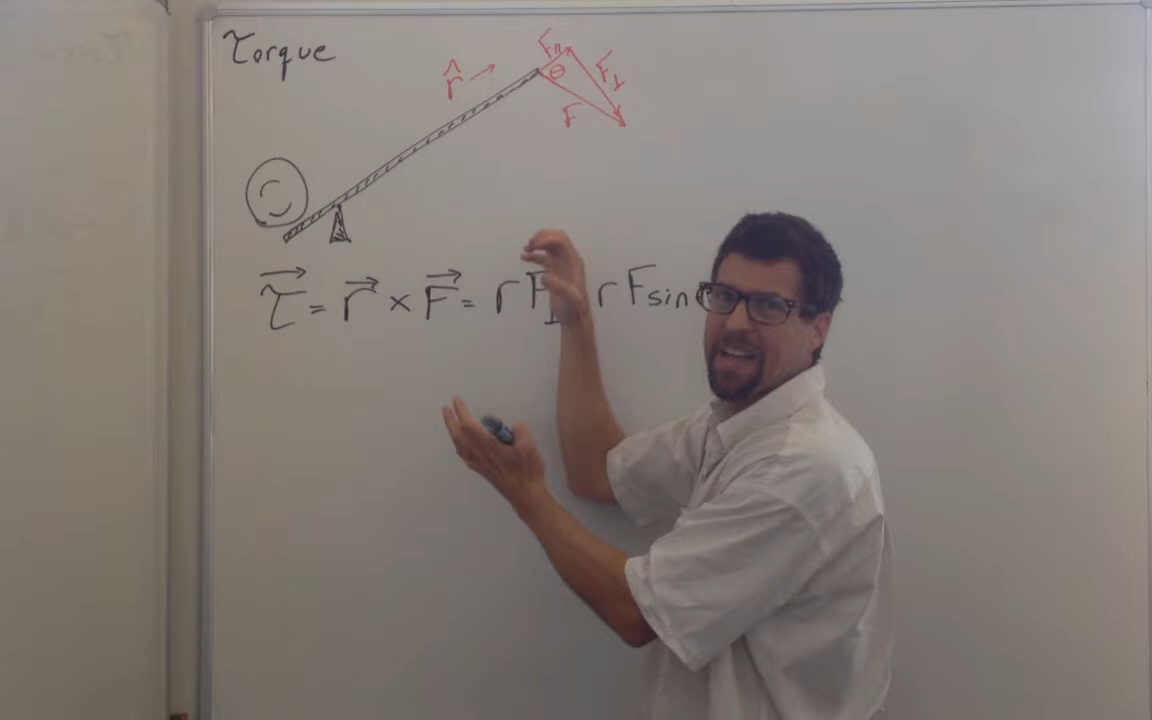 τorque
r̂ F∥ θ F⊥
F
τ⃗ = r⃗ × F⃗ = r F⊥ r F sin